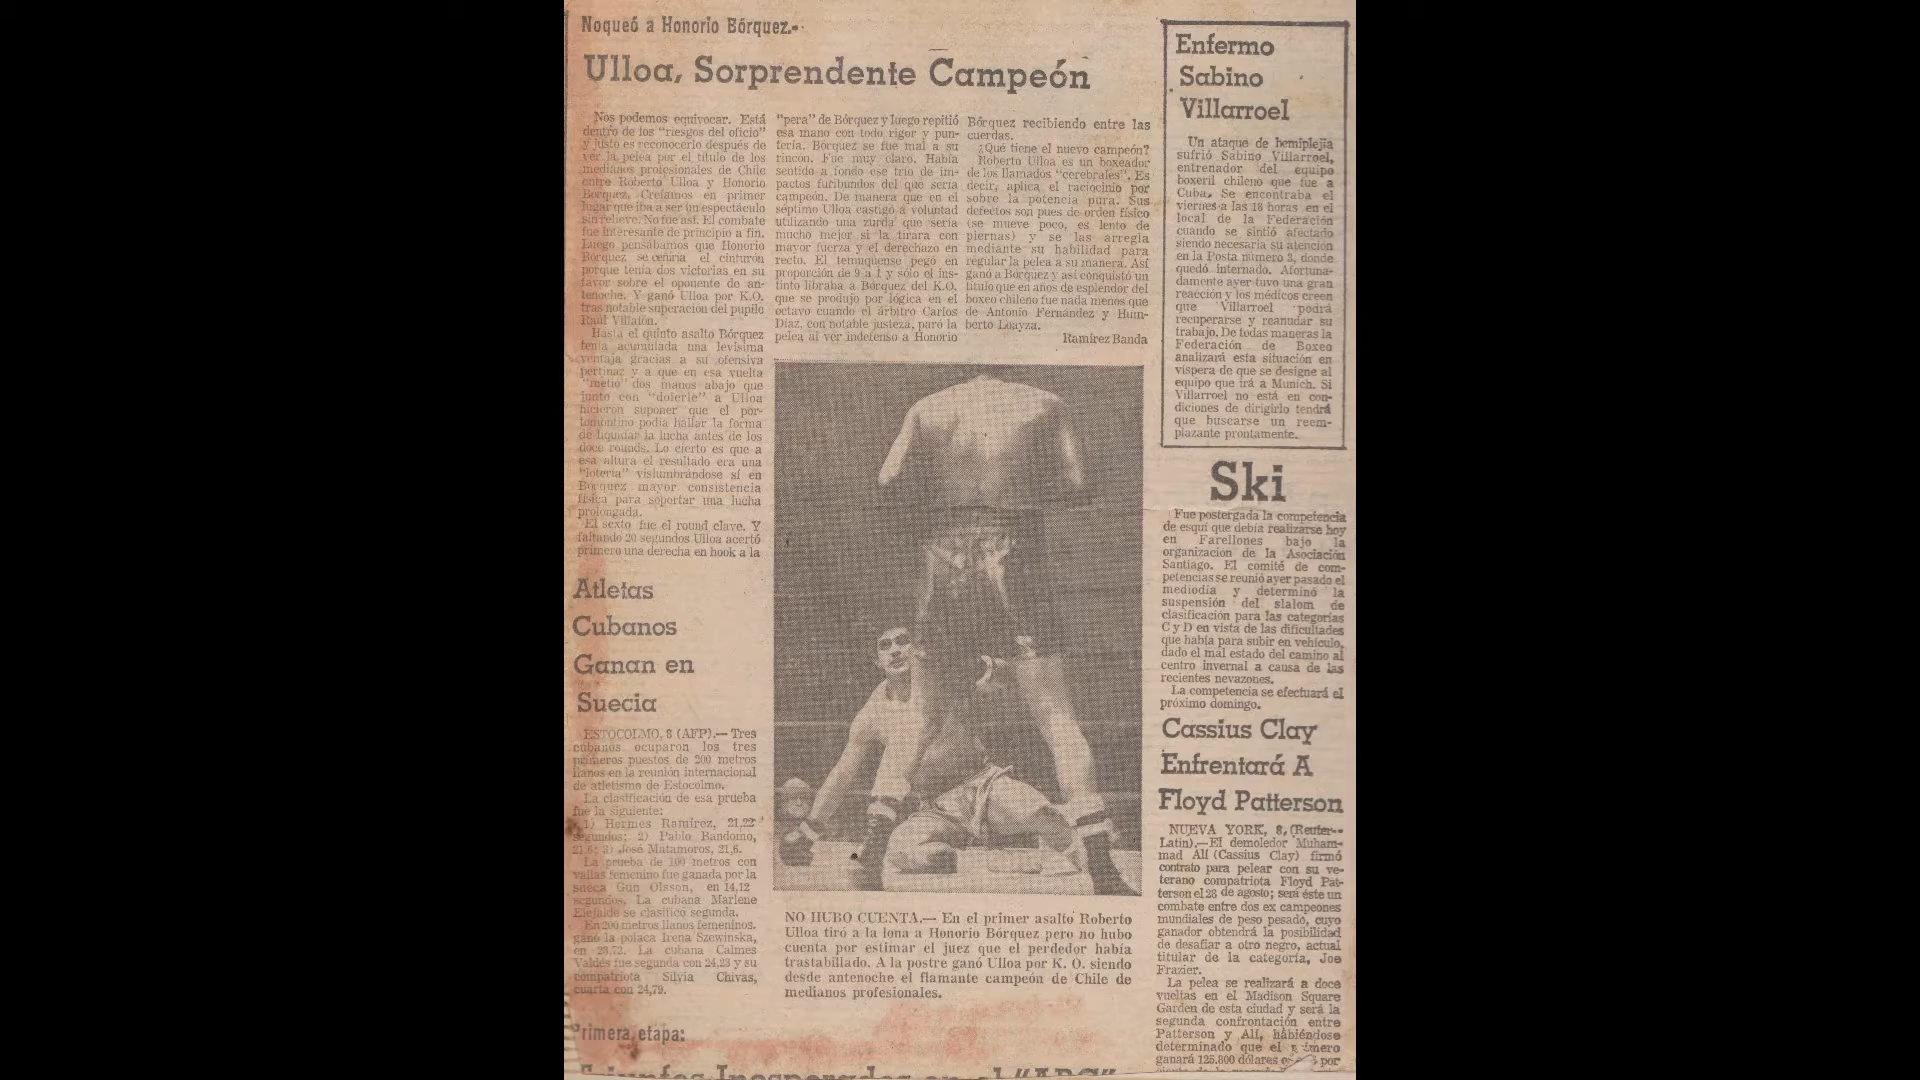 Noqueó a Honorio Bórquez.-
Ulloa, Sorprendente Campeón
Nos podemos equivocar. Está
dentro de los "riesgos del oficio"
y justo es reconocerlo después de
ver la pelea por el título de los
medianos profesionales de Chile
entre Roberto Ulloa y Honorio
Bórquez. Creíamos en primer
lugar que iba a ser un espectáculo
sin relieve. No fue así. El combate
fue interesante de principio a fin.
Luego pensábamos que Honorio
Bórquez se ceñiría el cinturón
porque tenía dos victorias en su
favor sobre el oponente de an-
tenoche. Y ganó Ulloa por K.O.
tras notable superación del pupilo
Raúl Villalón.
Hasta el quinto asalto Bórquez
tenía acumulada una levísima
ventaja gracias a su ofensiva
pertinaz y a que en esa vuelta
"metió" dos manos abajo que
junto con "dolerle" a Ulloa
hicieron suponer que el por-
tomontino podía hallar la forma
de liquidar la lucha antes de los
doce rounds. Lo cierto es que a
esa altura el resultado era una
"lotería" vislumbrándose sí en
Bórquez mayor consistencia
física para soportar una lucha
prolongada.
El sexto fue el round clave. Y
faltando 20 segundos Ulloa acertó
primero una derecha en hook a la
"pera" de Bórquez y luego repitió
esa mano con todo rigor y pun-
tería. Bórquez se fue mal a su
rincón. Fue muy claro. Había
sentido a fondo ese trío de im-
pactos furibundos del que sería
campeón. De manera que en el
séptimo Ulloa castigó a voluntad
utilizando una zurda que sería
mucho mejor si la tirara con
mayor fuerza y el derechazo en
recto. El temuquense pegó en
proporción de 9 a 1 y sólo el ins-
tinto libraba a Bórquez del K.O.
que se produjo por lógica en el
octavo cuando el árbitro Carlos
Díaz, con notable justeza, paró la
pelea al ver indefenso a Honorio
Bórquez recibiendo entre las
cuerdas.
¿Qué tiene el nuevo campeón?
Roberto Ulloa es un boxeador
de los llamados "cerebrales". Es
decir, aplica el raciocinio por
sobre la potencia pura. Sus
defectos son pues de orden físico
(se mueve poco, es lento de
piernas) y se las arregla
mediante su habilidad para
regular la pelea a su manera. Así
ganó a Bórquez y así conquistó un
título que en años de esplendor del
boxeo chileno fue nada menos que
de Antonio Fernández y Hum-
berto Loayza.
Ramírez Banda
NO HUBO CUENTA.— En el primer asalto Roberto
Ulloa tiró a la lona a Honorio Bórquez pero no hubo
cuenta por estimar el juez que el perdedor había
trastabillado. A la postre ganó Ulloa por K. O. siendo
desde antenoche el flamante campeón de Chile de
medianos profesionales.
Atletas
Cubanos
Ganan en
Suecia
ESTOCOLMO, 8 (AFP).— Tres
cubanos ocuparon los tres
primeros puestos de 200 metros
llanos en la reunión internacional
de atletismo de Estocolmo.
La clasificación de esa prueba
fue la siguiente:
1) Hermes Ramírez, 21,22
segundos; 2) Pablo Bandomo,
21,6; 3) José Matamoros, 21,6.
La prueba de 100 metros con
vallas femenino fue ganada por la
sueca Gun Olsson, en 14,12
segundos. La cubana Marlene
Elejalde se clasificó segunda.
En 200 metros llanos femeninos,
ganó la polaca Irena Szewinska,
en 23,72. La cubana Calmes
Valdés fue segunda con 24,23 y su
compatriota Silvia Chivas,
cuarta con 24,79.
Primera etapa:
Enfermo
Sabino
Villarroel
Un ataque de hemiplejía
sufrió Sabino Villarroel,
entrenador del equipo
boxeril chileno que fue a
Cuba. Se encontraba el
viernes a las 18 horas en el
local de la Federación
cuando se sintió afectado
siendo necesaria su atención
en la Posta número 3, donde
quedó internado. Afortuna-
damente ayer tuvo una gran
reacción y los médicos creen
que Villarroel podrá
recuperarse y reanudar su
trabajo. De todas maneras la
Federación de Boxeo
analizará esta situación en
víspera de que se designe al
equipo que irá a Munich. Si
Villarroel no está en con-
diciones de dirigirlo tendrá
que buscarse un reem-
plazante prontamente.
Ski
Fue postergada la competencia
de esquí que debía realizarse hoy
en Farellones bajo la
organización de la Asociación
Santiago. El comité de com-
petencias se reunió ayer pasado el
mediodía y determinó la
suspensión del slalom de
clasificación para las categorías
C y D en vista de las dificultades
que había para subir en vehículo,
dado el mal estado del camino al
centro invernal a causa de las
recientes nevazones.
La competencia se efectuará el
próximo domingo.
Cassius Clay
Enfrentará A
Floyd Patterson
NUEVA YORK, 8, (Reuter-
Latin).—El demoledor Muham-
mad Alí (Cassius Clay) firmó
contrato para pelear con su ve-
terano compatriota Floyd Pat-
terson el 28 de agosto; será éste un
combate entre dos ex campeones
mundiales de peso pesado, cuyo
ganador obtendrá la posibilidad
de desafiar a otro negro, actual
titular de la categoría, Joe
Frazier.
La pelea se realizará a doce
vueltas en el Madison Square
Garden de esta ciudad y será la
segunda confrontación entre
Patterson y Alí, habiéndose
determinado que el primero
ganará 125.800 dólares por